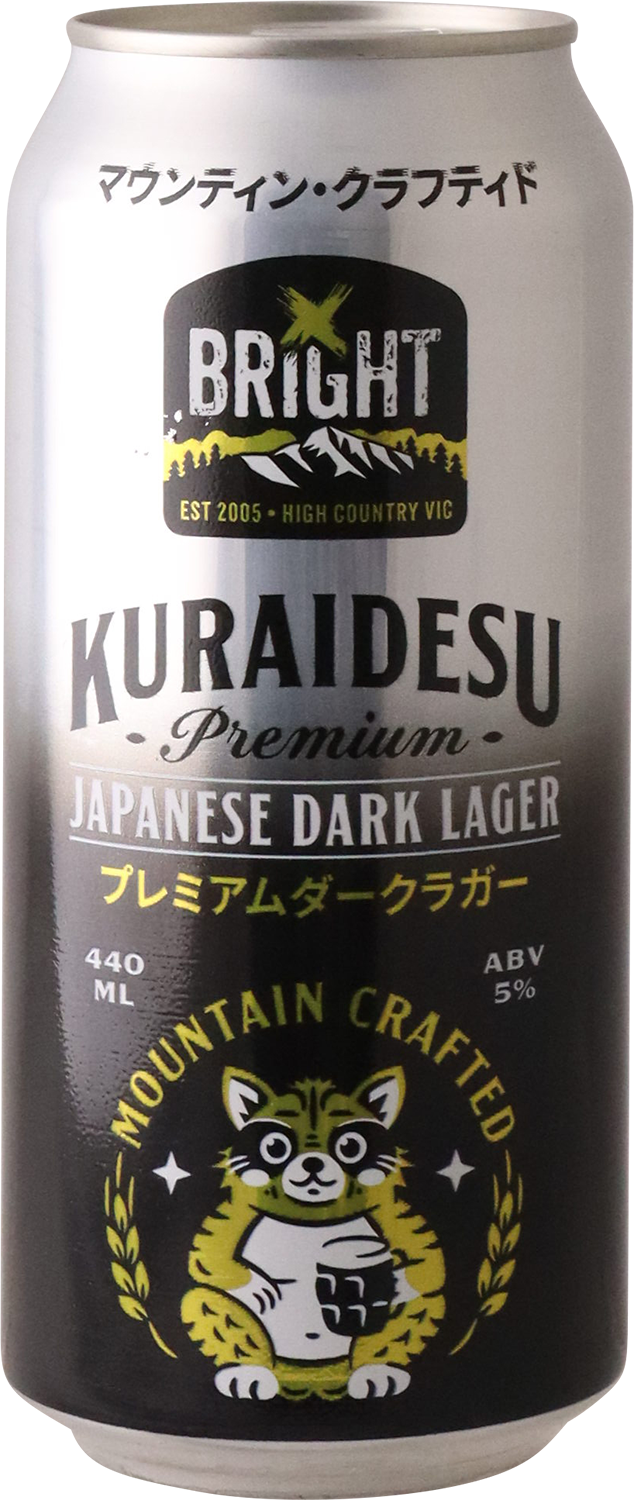 マウンティン・クラフティド
BRIGHT
EST 2005 • HIGH COUNTRY VIC
KURAIDESU
Premium
JAPANESE DARK LAGER
プレミアムダークラガー
440
ML
ABV
5%
MOUNTAIN CRAFTED